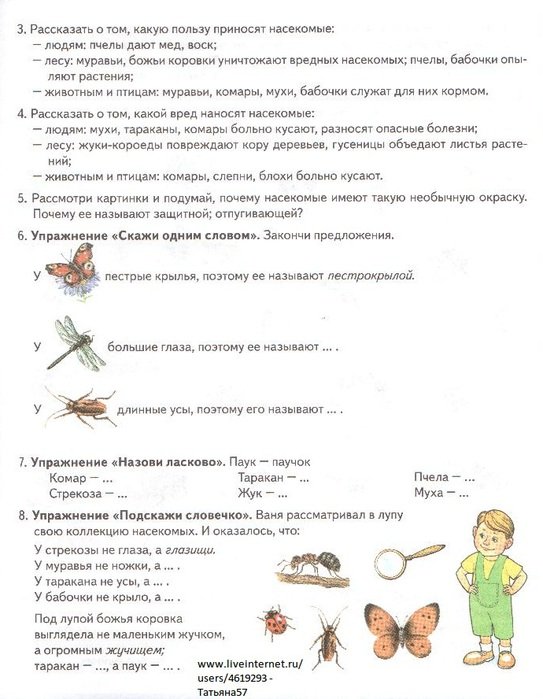 3. Рассказать о том, какую пользу приносят насекомые:
— людям: пчелы дают мед, воск;
— лесу: муравьи, божьи коровки уничтожают вредных насекомых; пчелы, бабочки опы-
ляют растения;
— животным и птицам: муравьи, комары, мухи, бабочки служат для них кормом.
4. Рассказать о том, какой вред наносят насекомые:
— людям: мухи, тараканы, комары больно кусают, разносят опасные болезни;
— лесу: жуки-короеды повреждают кору деревьев, гусеницы объедают листья расте-
ний;
— животным и птицам: комары, слепни, блохи больно кусают.
5. Рассмотри картинки и подумай, почему насекомые имеют такую необычную окраску.
Почему ее называют защитной; отпугивающей?
6. Упражнение «Скажи одним словом». Закончи предложения.
У пестрые крылья, поэтому ее называют пестрокрылой.
У большие глаза, поэтому ее называют ... .
У длинные усы, поэтому его называют ... .
7. Упражнение «Назови ласково». Паук — паучок
Комар — ... Таракан — ... Пчела — ...
Стрекоза — ... Жук — ... Муха — ...
8. Упражнение «Подскажи словечко». Ваня рассматривал в лупу
свою коллекцию насекомых. И оказалось, что:
У стрекозы не глаза, а глазищи.
У муравья не ножки, а ... .
У таракана не усы, а ... .
У бабочки не крыло, а ... .
Под лупой божья коровка
выглядела не маленьким жучком,
а огромным жучищем;
таракан — ..., а паук — ... .
www.liveinternet.ru/
users/4619293 -
Татьяна57